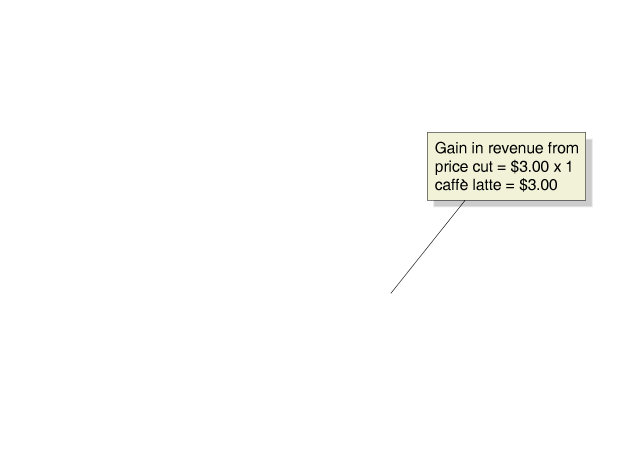 Gain in revenue from
price cut = $3.00 x 1
caffè latte = $3.00